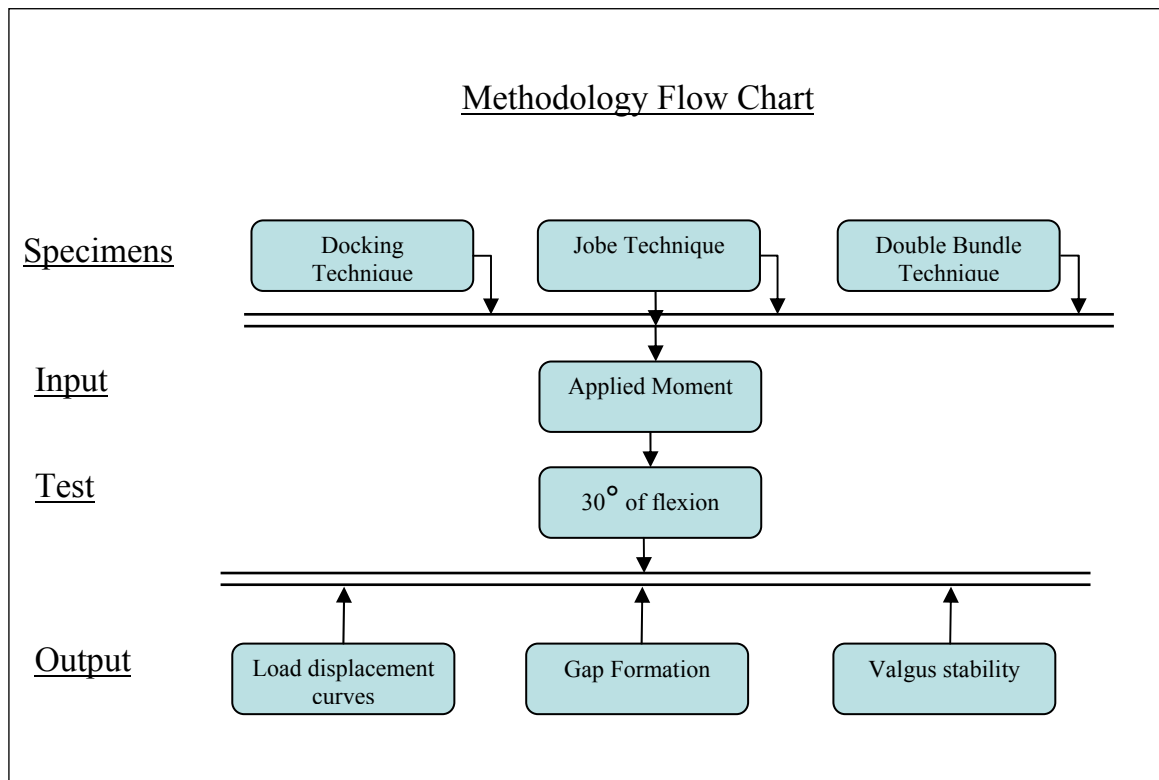 Methodology Flow Chart
Specimens
Docking
Technique
Jobe Technique
Double Bundle
Technique
Input
Applied Moment
Test
30° of flexion
Output
Load displacement
curves
Gap Formation
Valgus stability